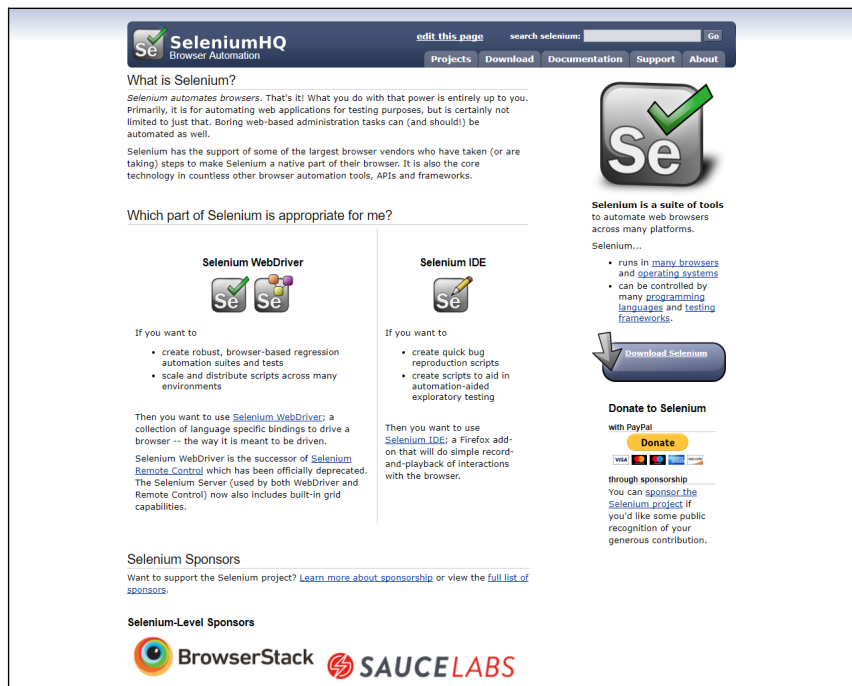 SeleniumHQ
Browser Automation
edit this page
search selenium:
Go
Projects
Download
Documentation
Support
About
What is Selenium?
Selenium automates browsers. That's it! What you do with that power is entirely up to you.
Primarily, it is for automating web applications for testing purposes, but is certainly not
limited to just that. Boring web-based administration tasks can (and should!) be
automated as well.
Selenium has the support of some of the largest browser vendors who have taken (or are
taking) steps to make Selenium a native part of their browser. It is also the core
technology in countless other browser automation tools, APIs and frameworks.
Which part of Selenium is appropriate for me?
Selenium WebDriver
Se
Se
If you want to
• create robust, browser-based regression
automation suites and tests
• scale and distribute scripts across many
environments
Then you want to use Selenium WebDriver; a
collection of language specific bindings to drive a
browser -- the way it is meant to be driven.
Selenium WebDriver is the successor of Selenium
Remote Control which has been officially deprecated.
The Selenium Server (used by both WebDriver and
Remote Control) now also includes built-in grid
capabilities.
Selenium IDE
Se
If you want to
• create quick bug
reproduction scripts
• create scripts to aid in
automation-aided
exploratory testing
Then you want to use
Selenium IDE; a Firefox add-
on that will do simple record-
and-playback of interactions
with the browser.
Selenium Sponsors
Want to support the Selenium project? Learn more about sponsorship or view the full list of
sponsors.
Selenium-Level Sponsors
BrowserStack
SAUCELABS
Se
Se
Selenium is a suite of tools
to automate web browsers
across many platforms.
Selenium...
• runs in many browsers
and operating systems
• can be controlled by
many programming
languages and testing
frameworks.
Download Selenium
Donate to Selenium
with PayPal
Donate
VISA
through sponsorship
You can sponsor the
Selenium project if
you'd like some public
recognition of your
generous contribution.